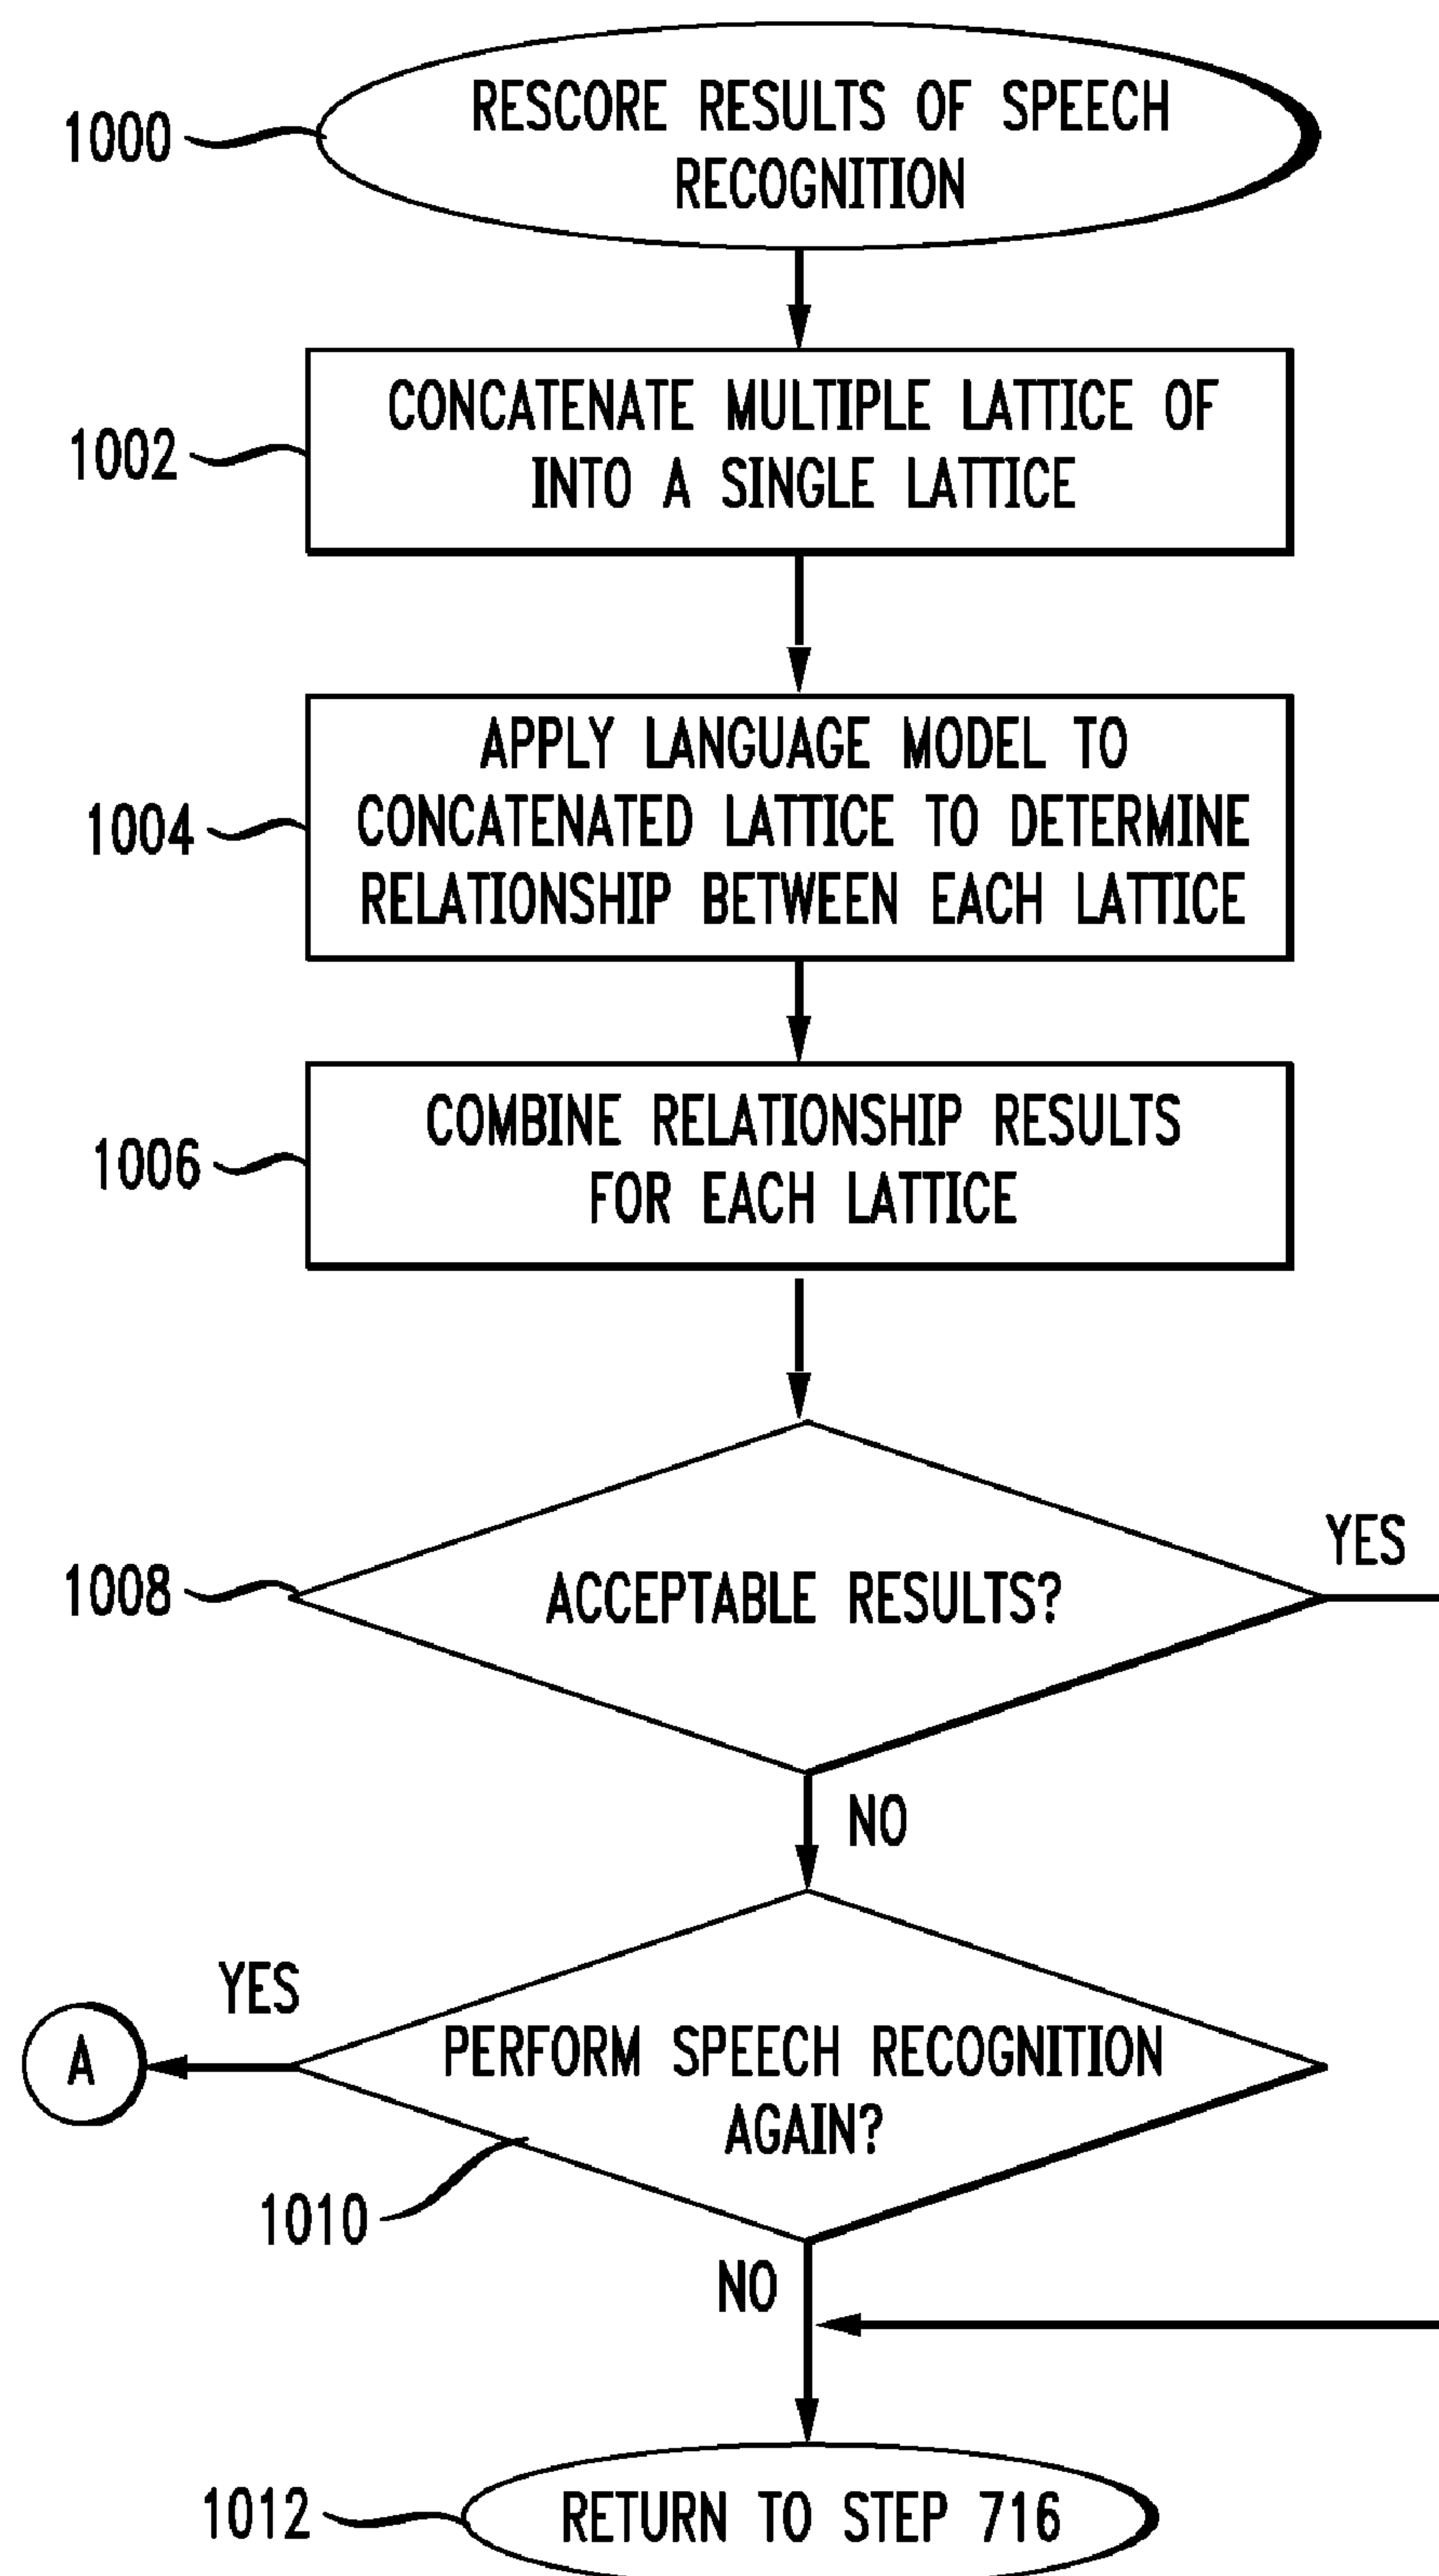 1000
RESCORE RESULTS OF SPEECH
RECOGNITION
1002
CONCATENATE MULTIPLE LATTICE OF
INTO A SINGLE LATTICE
1004
APPLY LANGUAGE MODEL TO
CONCATENATED LATTICE TO DETERMINE
RELATIONSHIP BETWEEN EACH LATTICE
1006
COMBINE RELATIONSHIP RESULTS
FOR EACH LATTICE
1008
ACCEPTABLE RESULTS?
YES
NO
YES
A
PERFORM SPEECH RECOGNITION
AGAIN?
1010
NO
1012
RETURN TO STEP 716